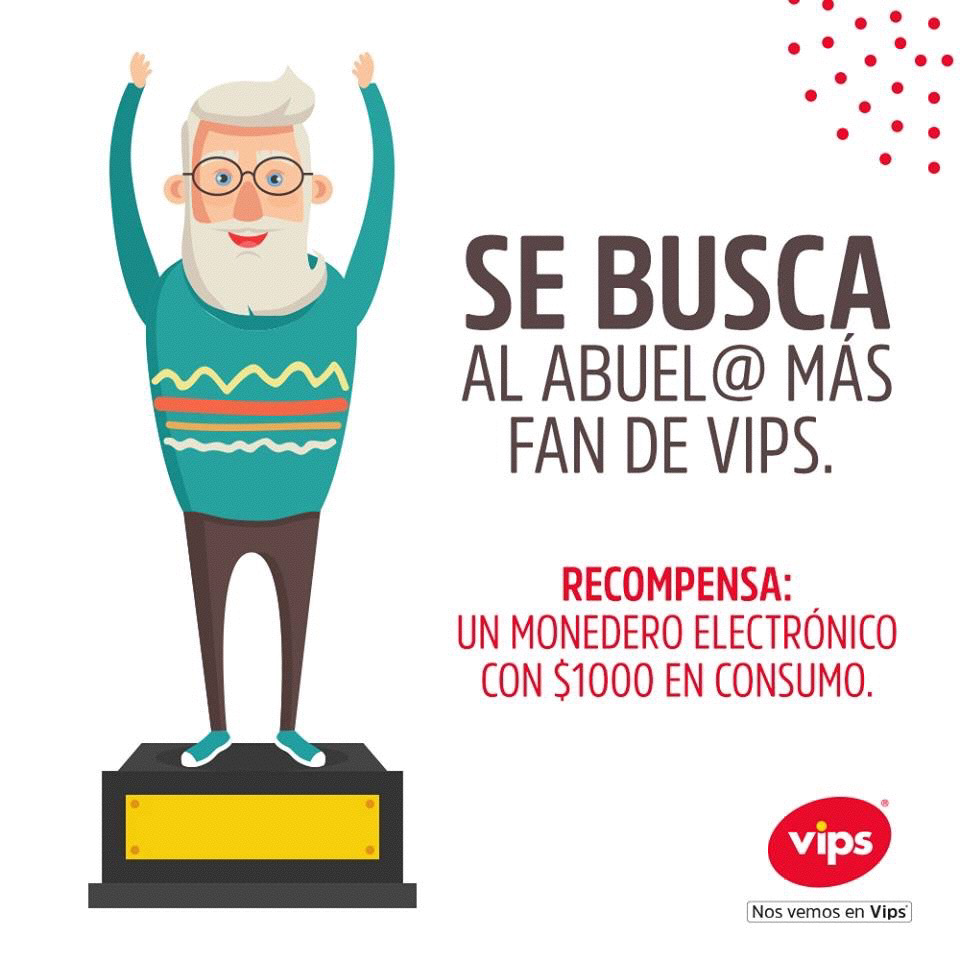 SE BUSCA
AL ABUEL@ MÁS
FAN DE VIPS.
RECOMPENSA:
UN MONEDERO ELECTRÓNICO
CON $1000 EN CONSUMO.
vips®
Nos vemos en Vips®